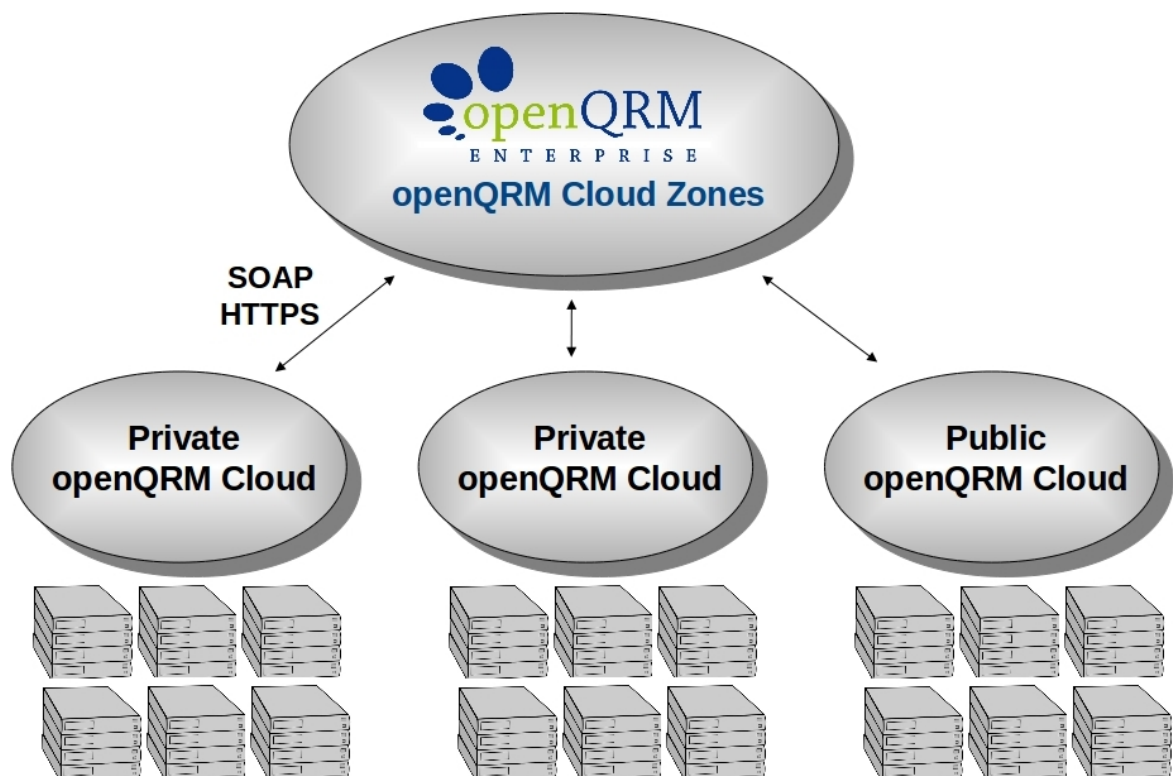 openQRM
ENTERPRISE
openQRM Cloud Zones
SOAP
HTTPS
Private
openQRM Cloud
Private
openQRM Cloud
Public
openQRM Cloud